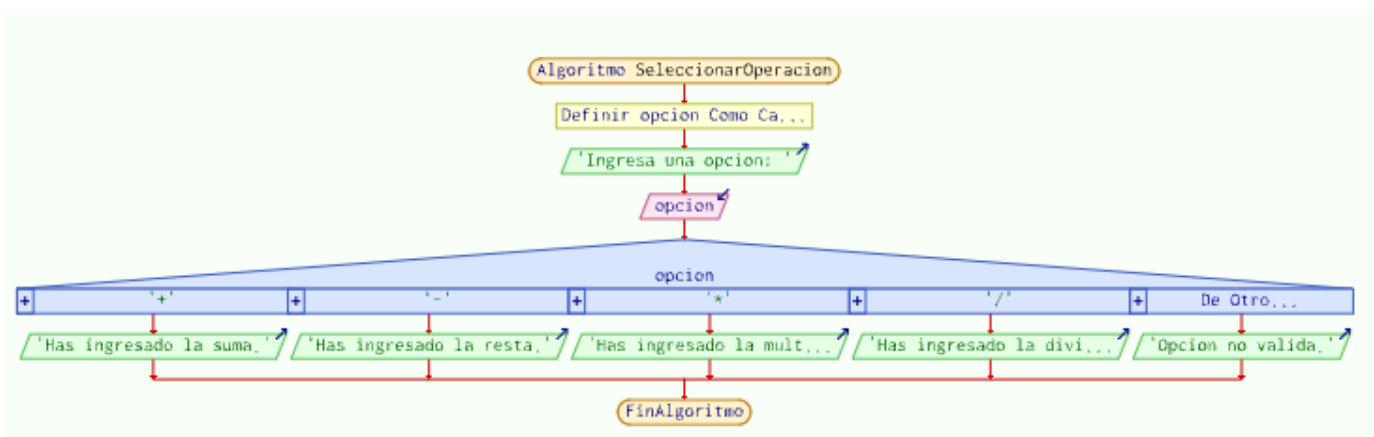 Algoritmo SeleccionarOperacion
Definir opcion Como Ca...
'Ingresa una opcion: '
opcion
opcion
+ '+' + '-' + '*' + '/' + De Otro...
'Has ingresado la suma.' 'Has ingresado la resta.' 'Has ingresado la mult... 'Has ingresado la divi... 'Opcion no valida.'
FinAlgoritmo